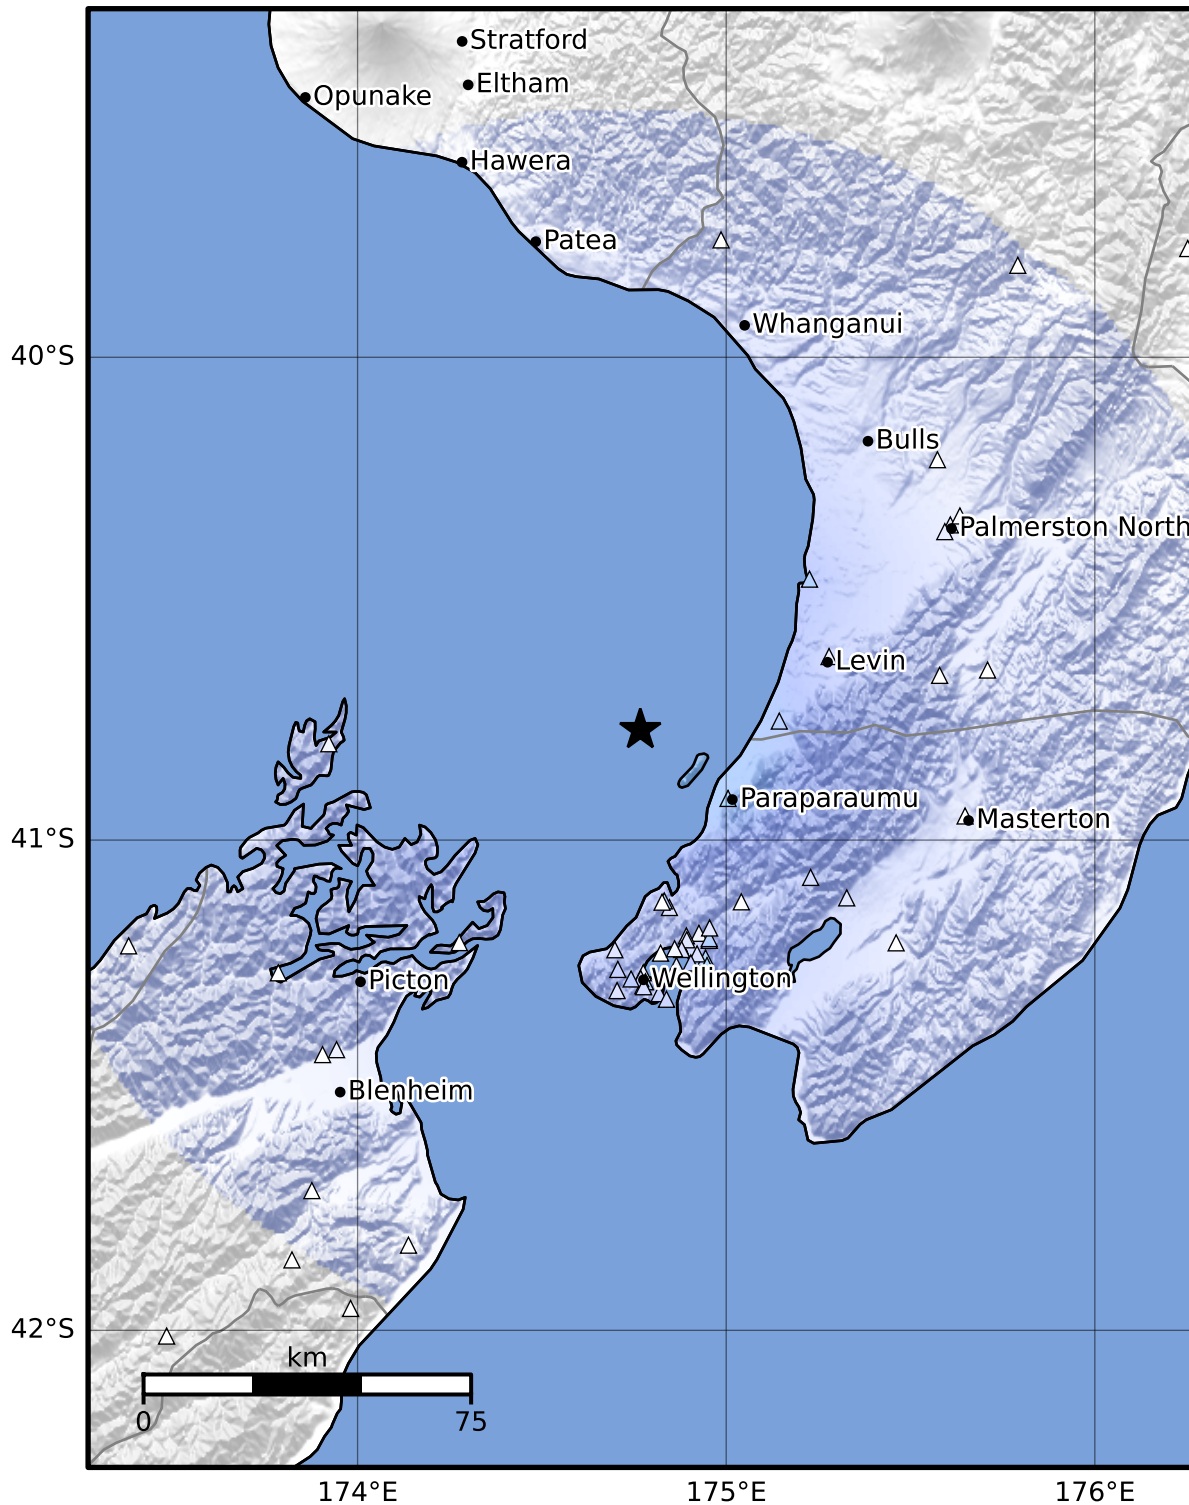 Stratford
Eltham
Opunake
Hawera
Patea
Whanganui
40°S
Bulls
Palmerston North
Levin
Paraparaumu
Masterton
41°S
Picton
Wellington
Blenheim
42°S
km
0 75
174°E 175°E 176°E